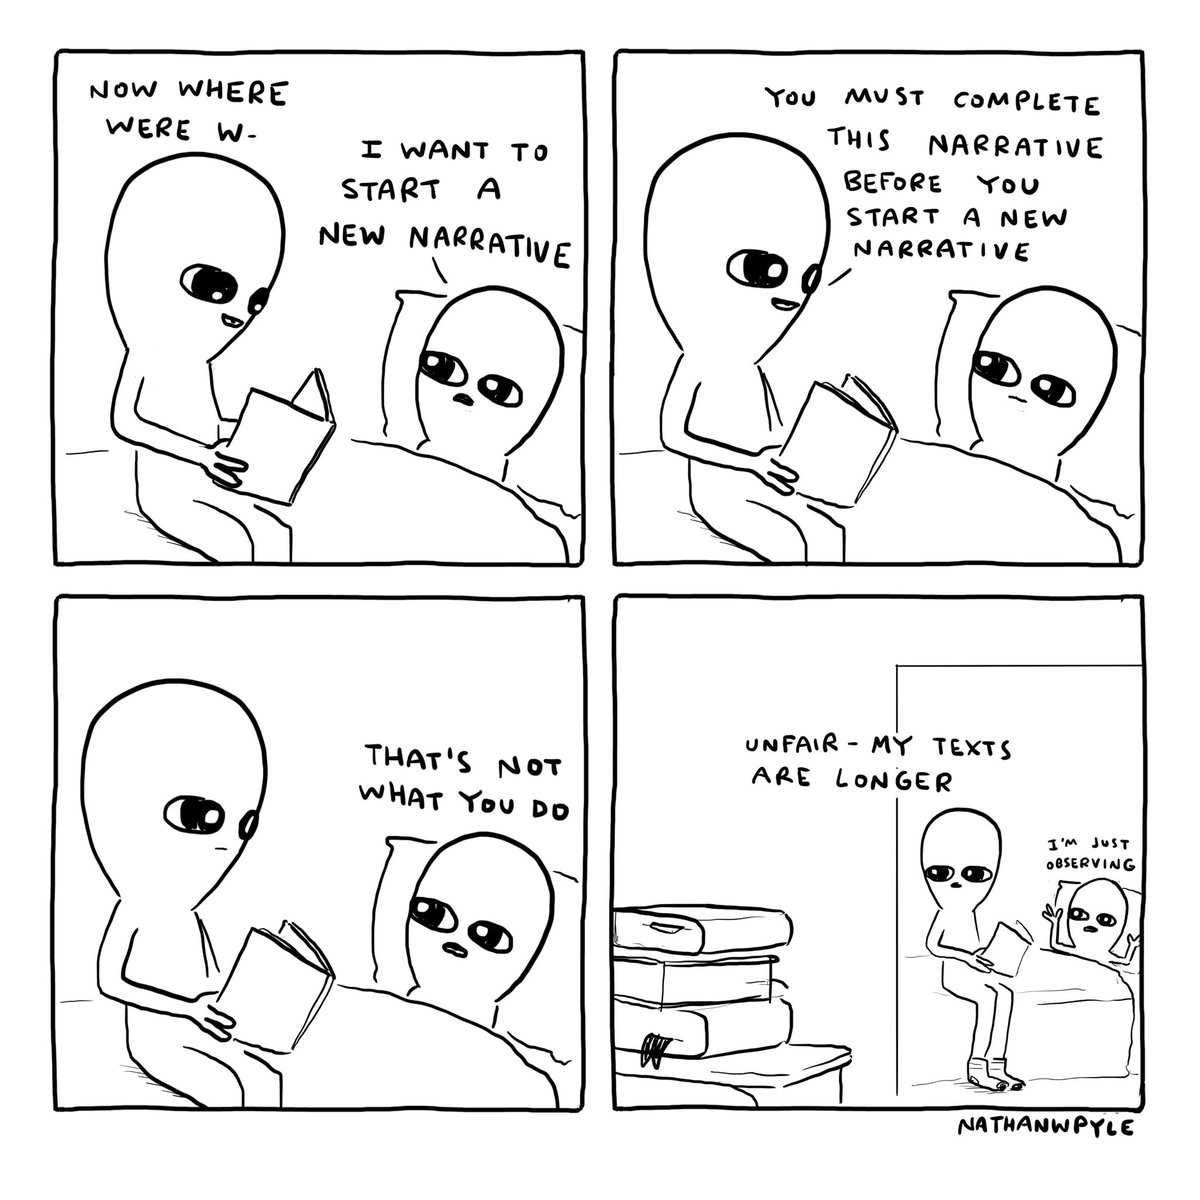 NOW WHERE
WERE W-
I WANT TO
START A
NEW NARRATIVE
YOU MUST COMPLETE
THIS NARRATIVE
BEFORE YOU
START A NEW
NARRATIVE
THAT'S NOT
WHAT YOU DO
UNFAIR - MY TEXTS
ARE LONGER
I'M JUST
OBSERVING
NATHANWPYLE